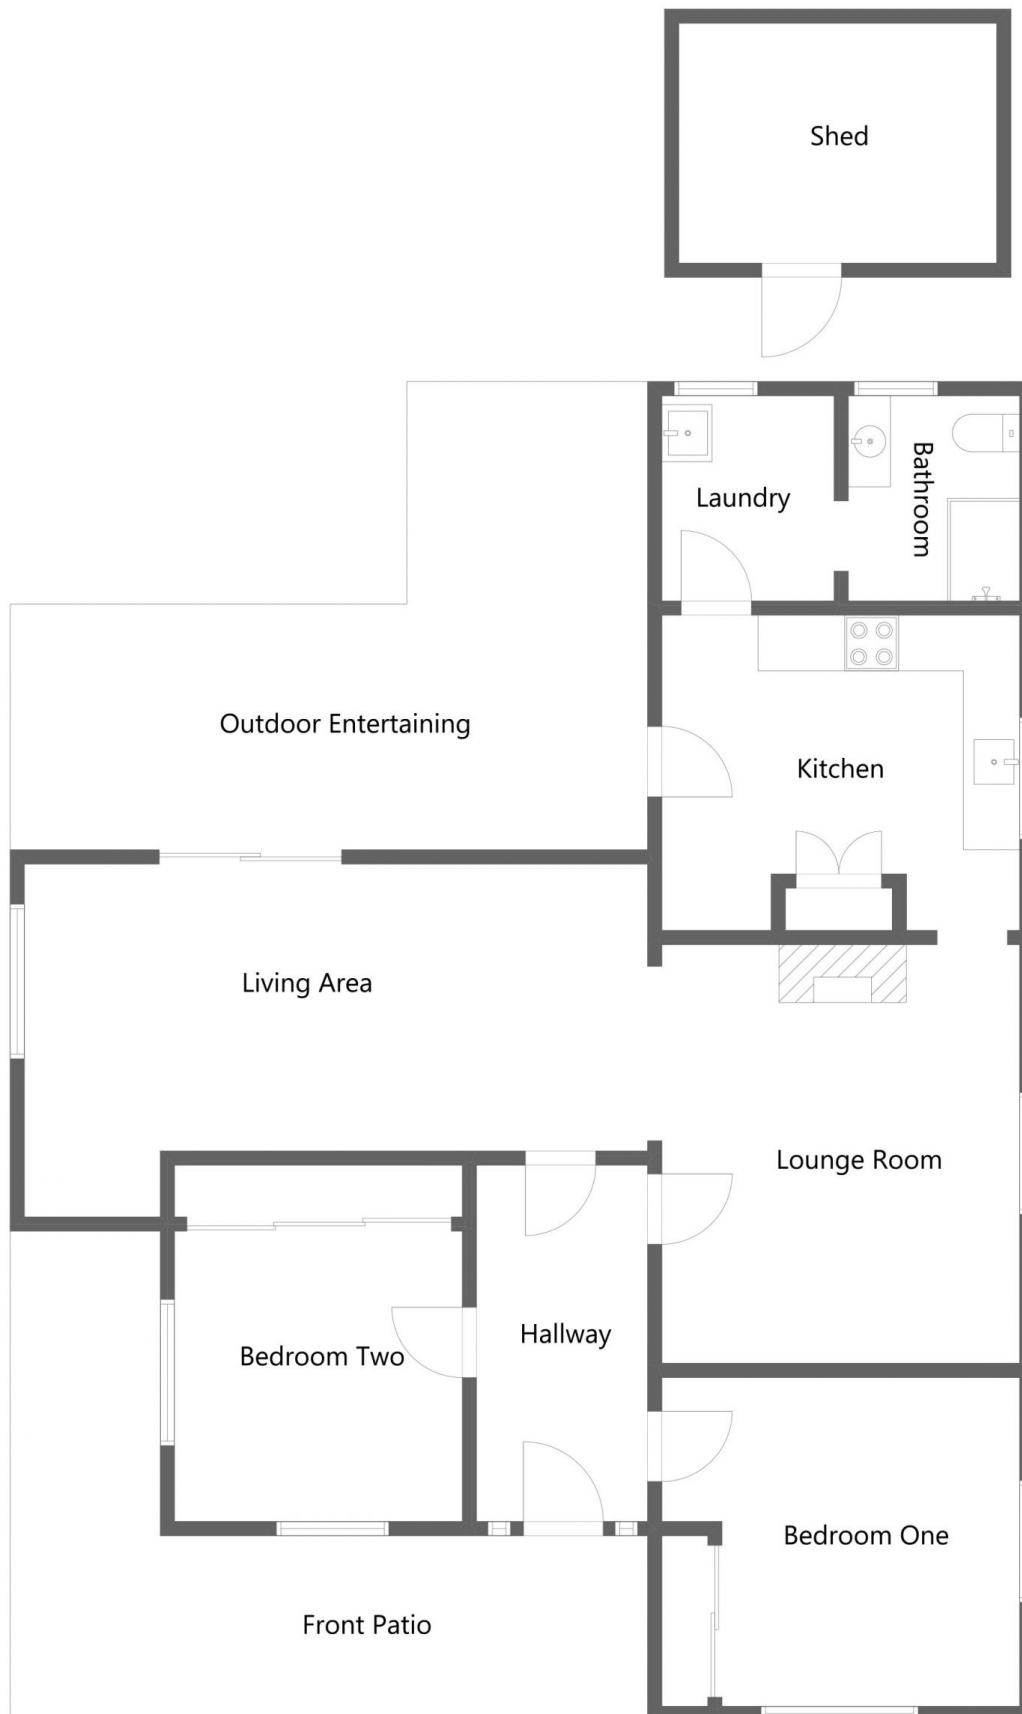 Shed
Laundry
Bathroom
Outdoor Entertaining
Kitchen
Living Area
Lounge Room
Hallway
Bedroom Two
Bedroom One
Front Patio